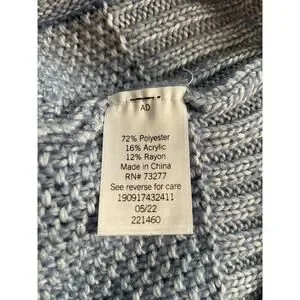 AD
72% Polyester
16% Acrylic
12% Rayon
Made in China
RN# 73277
See reverse for care
190917432411
05/22
221460